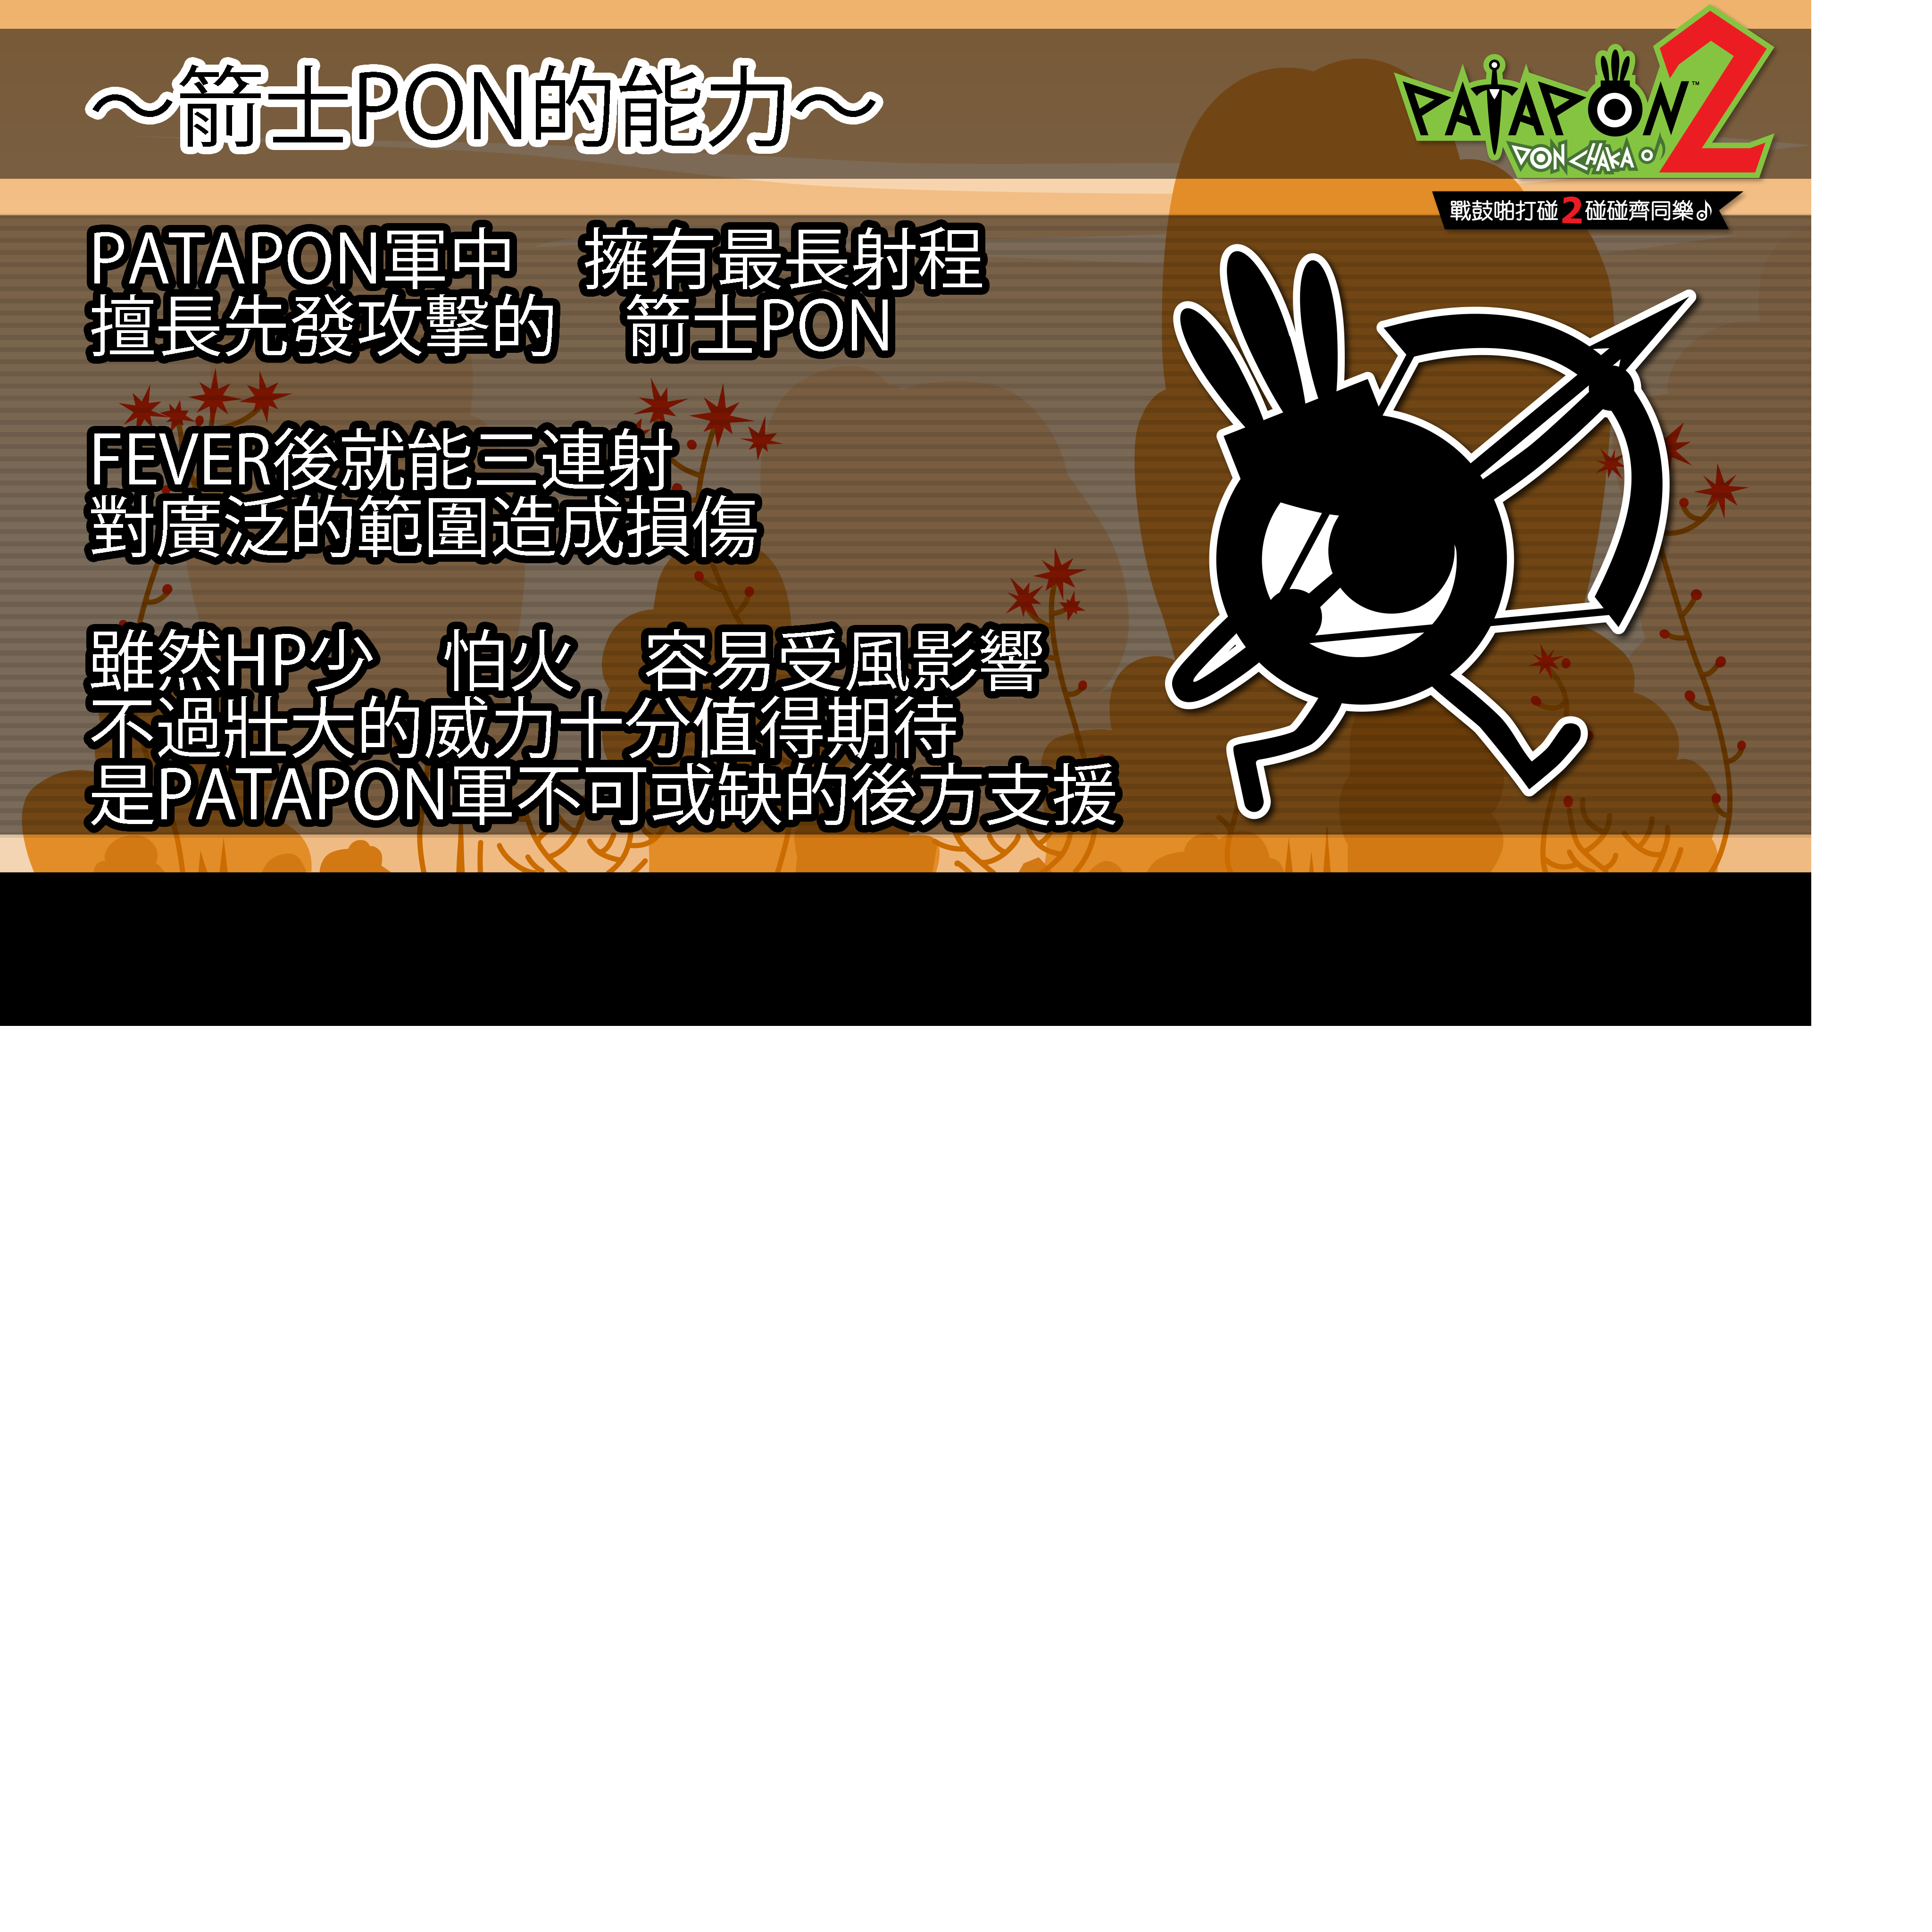 ～箭士PON的能力～
PATAPON 2
DON CHAKA♪
戰鼓啪打碰2碰碰齊同樂♪
PATAPON軍中　擁有最長射程
擅長先發攻擊的　箭士PON
FEVER後就能三連射
對廣泛的範圍造成損傷
雖然HP少　怕火　容易受風影響
不過壯大的威力十分值得期待
是PATAPON軍不可或缺的後方支援